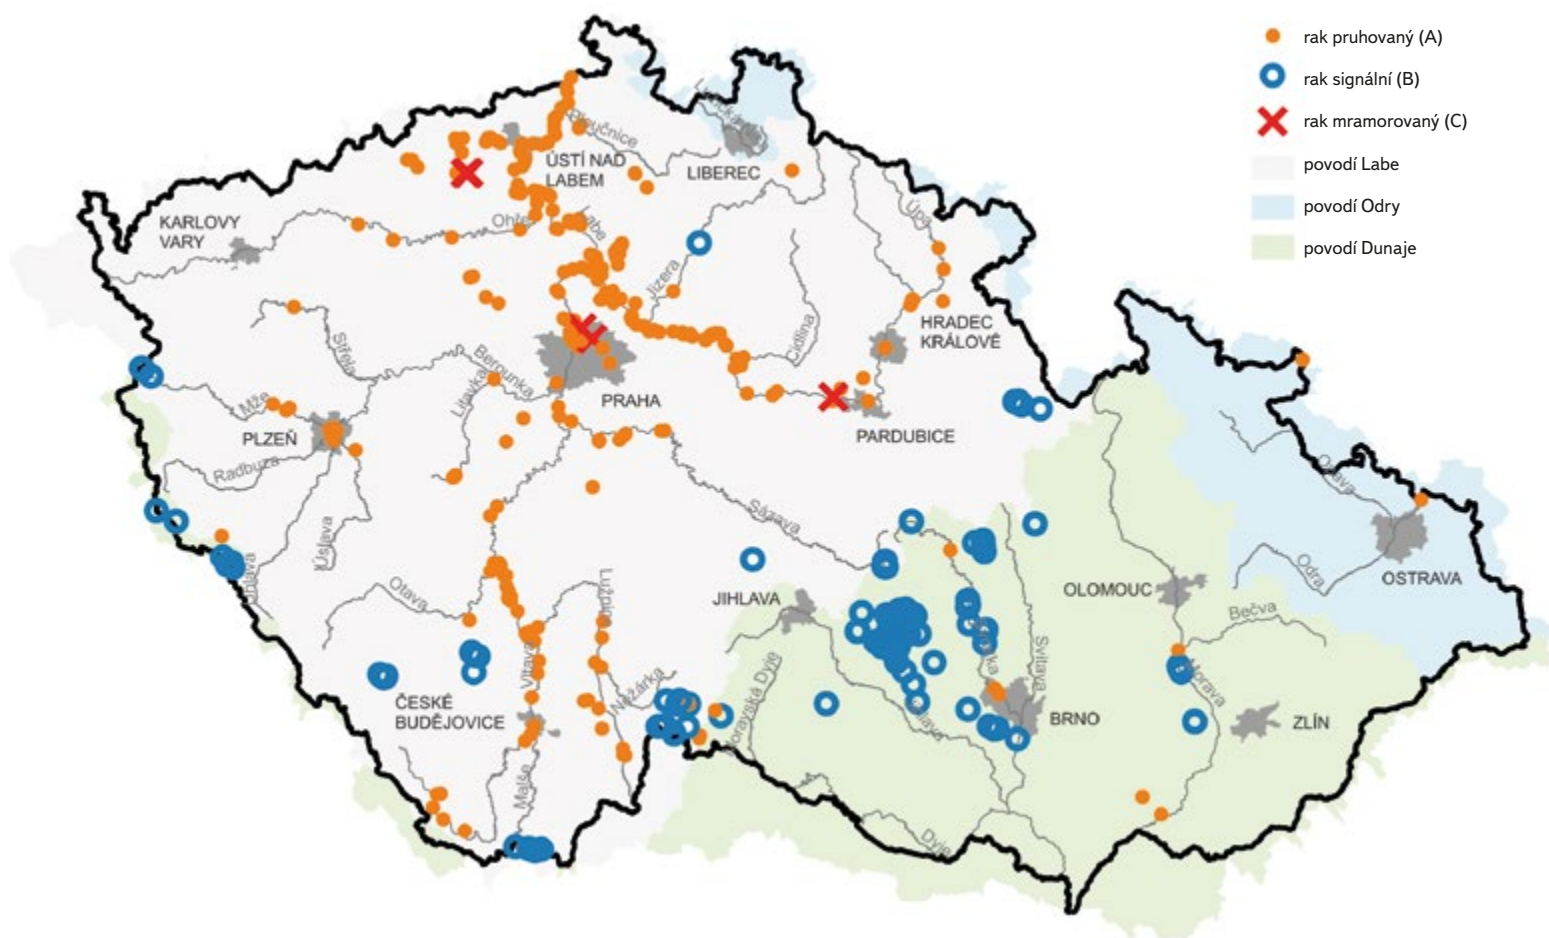 rak pruhovaný (A)
rak signální (B)
rak mramorovaný (C)
povodí Labe
povodí Odry
povodí Dunaje
ÚSTÍ NAD
LABEM
LIBEREC
KARLOVY
VARY
Ohře
Labe
Úpa
Jizera
Cidlina
HRADEC
KRÁLOVÉ
Střela
Berounka
Litavka
PRAHA
PARDUBICE
Mže
PLZEŇ
Radbuza
Úslava
Sázava
Opava
OSTRAVA
Odra
Otava
Lužnice
JIHLAVA
OLOMOUC
Bečva
Svitava
Vltava
Nežárka
Moravská Dyje
Morava
ČESKÉ
BUDĚJOVICE
BRNO
ZLÍN
Malše
Dyje